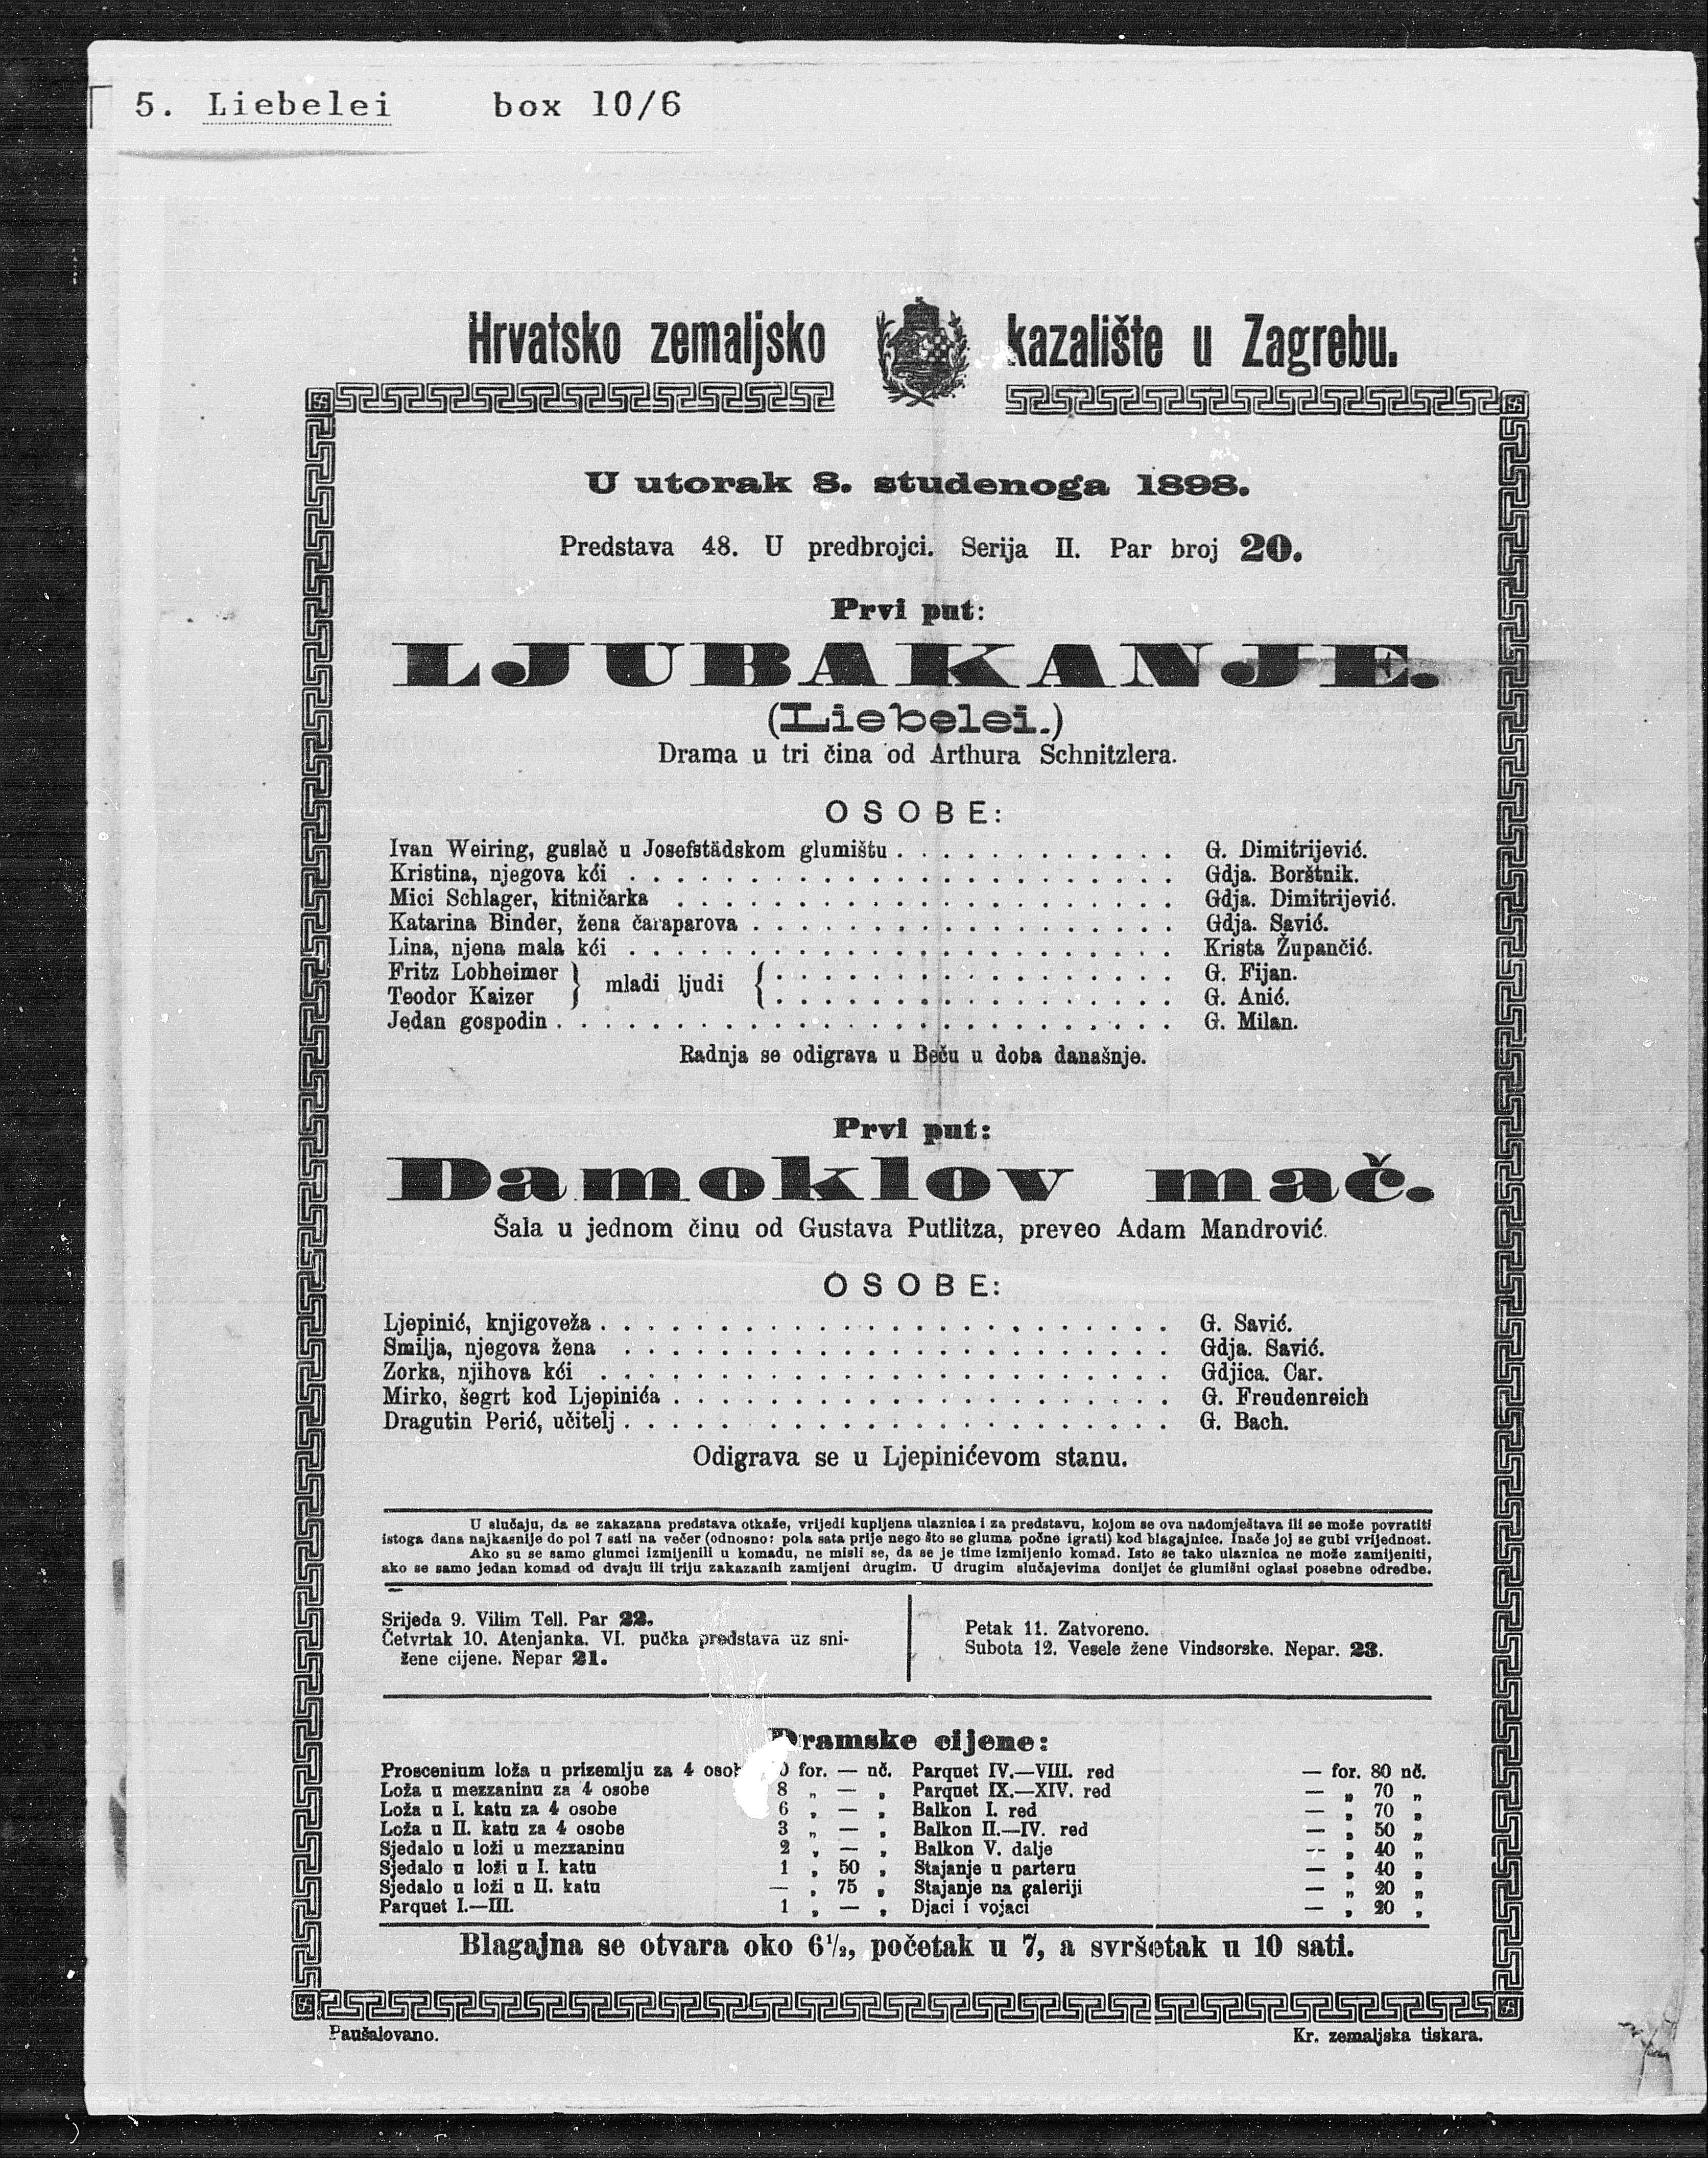 5. Liebelei box 10/6
Hrvatsko zemaljsko kazalište u Zagrebu.
U utorak 8. studenoga 1898.
Predstava 48. U predbrojci. Serija II. Par broj 20.
Prvi put:
LJUBAKANJE.
(Liebelei.)
Drama u tri čina od Arthura Schnitzlera.
OSOBE:
Ivan Weiring, guslač u Josefstädskom glumištu . . . . . . . . . . . . G. Dimitrijević.
Kristina, njegova kći . . . . . . . . . . . . . . . . . . . . . . . Gdja. Borštnik.
Mici Schlager, kitničarka . . . . . . . . . . . . . . . . . . . . . Gdja. Dimitrijević.
Katarina Binder, žena čaraparova . . . . . . . . . . . . . . . . . . Gdja. Savić.
Lina, njena mala kći . . . . . . . . . . . . . . . . . . . . . . . Krista Župančić.
Fritz Lobheimer } mladi ljudi { . . . . . . . . . . . . . . . . . G. Fijan.
Teodor Kaizer . . . . . . . . . . . . . . . . . G. Anić.
Jedan gospodin . . . . . . . . . . . . . . . . . . . . . . . . . . G. Milan.
Radnja se odigrava u Beču u doba današnje.
Prvi put:
Damoklov mač.
Šala u jednom činu od Gustava Putlitza, preveo Adam Mandrović.
OSOBE:
Ljepinić, knjigoveža . . . . . . . . . . . . . . . . . . . . . . . . G. Savić.
Smilja, njegova žena . . . . . . . . . . . . . . . . . . . . . . . Gdja. Savić.
Zorka, njihova kći . . . . . . . . . . . . . . . . . . . . . . . . Gdjica. Car.
Mirko, šegrt kod Ljepinića . . . . . . . . . . . . . . . . . . . . . G. Freudenreich
Dragutin Perić, učitelj . . . . . . . . . . . . . . . . . . . . . . . G. Bach.
Odigrava se u Ljepinićevom stanu.
U slučaju, da se zakazana predstava otkaže, vrijedi kupljena ulaznica i za predstavu, kojom se ova nadomještava ili se može povratiti
istoga dana najkasnije do pol 7 sati na večer (odnosno: pola sata prije nego što se gluma počne igrati) kod blagajnice. Inače joj se gubi vrijednost.
Ako su se samo glumci izmijenili u komadu, ne misli se, da se je time izmijenio komad. Isto se tako ulaznica ne može zamijeniti,
ako se samo jedan komad od dvaju ili triju zakazanih zamijeni drugim. U drugim slučajevima donijet će glumišni oglasi posebne odredbe.
Srijeda 9. Vilim Tell. Par 22.
Četvrtak 10. Atenjanka. VI. pučka predstava uz sni-
žene cijene. Nepar 21.
Petak 11. Zatvoreno.
Subota 12. Vesele žene Vindsorske. Nepar. 23.
Dramske cijene:
Proscenium loža u prizemlju za 4 for. — nč. Parquet IV.—VIII. red — for. 80 nč.
Loža u mezzaninu za 4 osobe 8 „ — „ Parquet IX.—XIV. red — „ 70 „
Loža u I. katu za 4 osobe 6 „ — „ Balkon I. red — „ 70 „
Loža u II. katu za 4 osobe 3 „ — „ Balkon II.—IV. red — „ 50 „
Sjedalo u loži u mezzaninu 2 „ — „ Balkon V. dalje — „ 40 „
Sjedalo u loži u I. katu 1 „ 50 „ Stajanje u parteru — „ 40 „
Sjedalo u loži u II. katu — „ 75 „ Stajanje na galeriji — „ 20 „
Parquet I.—III. 1 „ — „ Djaci i vojaci — „ 20 „
Blagajna se otvara oko 6½, početak u 7, a svršetak u 10 sati.
Paušalovano. Kr. zemaljska tiskara.